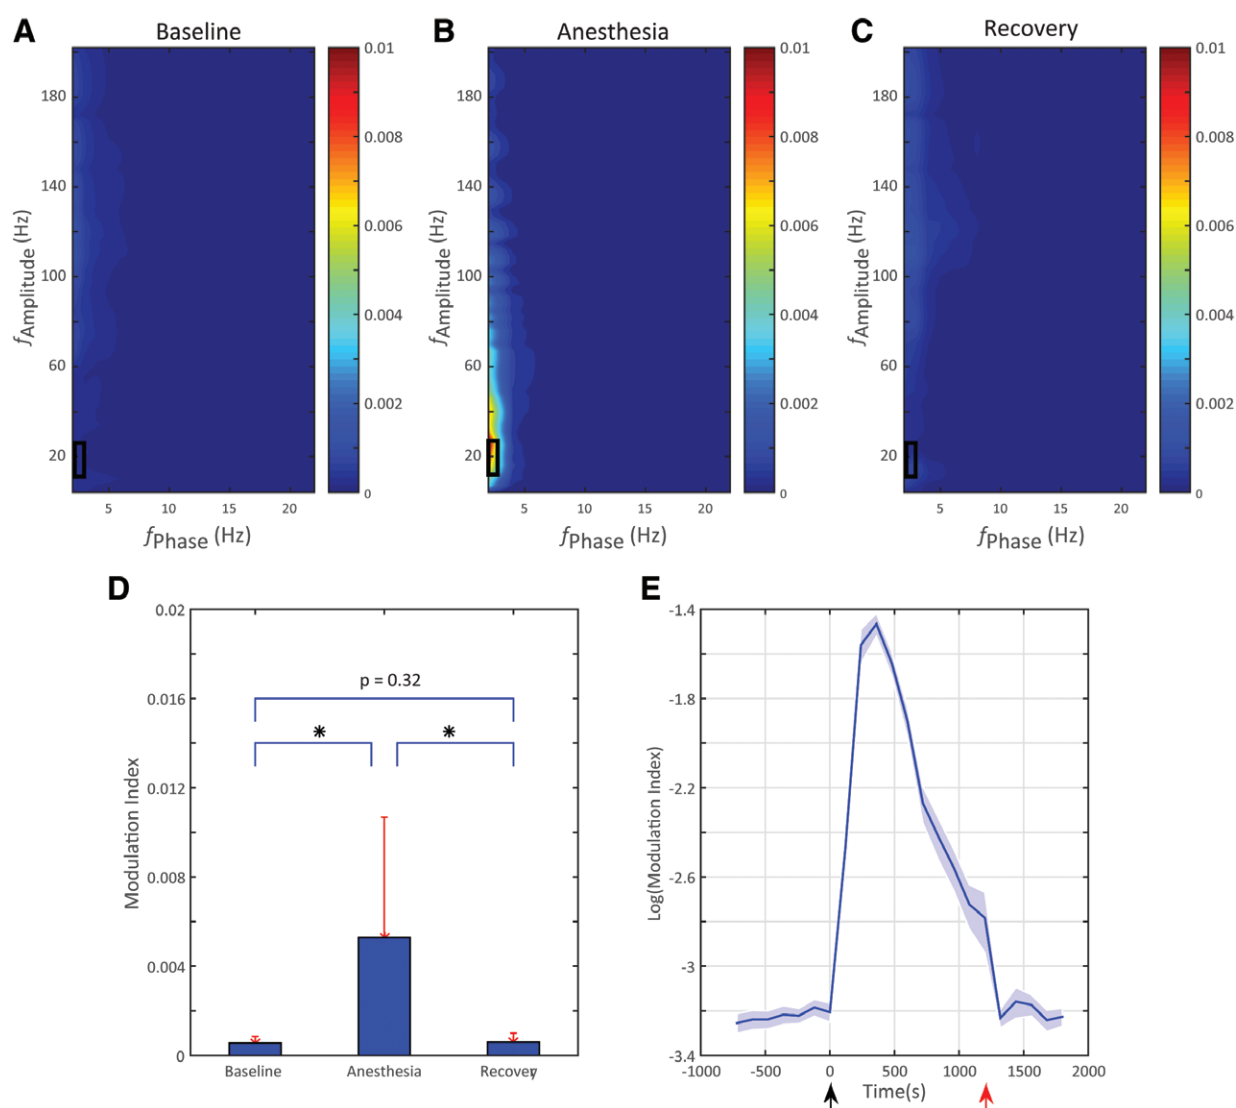 A Baseline
B Anesthesia
C Recovery
180
140
100
60
20
5 10 15 20
fAmplitude (Hz)
fPhase (Hz)
0.01
0.008
0.006
0.004
0.002
0
180
140
100
60
20
5 10 15 20
fAmplitude (Hz)
fPhase (Hz)
0.01
0.008
0.006
0.004
0.002
0
180
140
100
60
20
5 10 15 20
fAmplitude (Hz)
fPhase (Hz)
0.01
0.008
0.006
0.004
0.002
0
D
0.02
0.016
0.012
0.008
0.004
0
Modulation Index
p = 0.32
* *
Baseline Anesthesia Recovery
E
-1.4
-1.8
-2.2
-2.6
-3
-3.4
Log(Modulation Index)
-1000 -500 0 500 1000 1500 2000
Time(s)